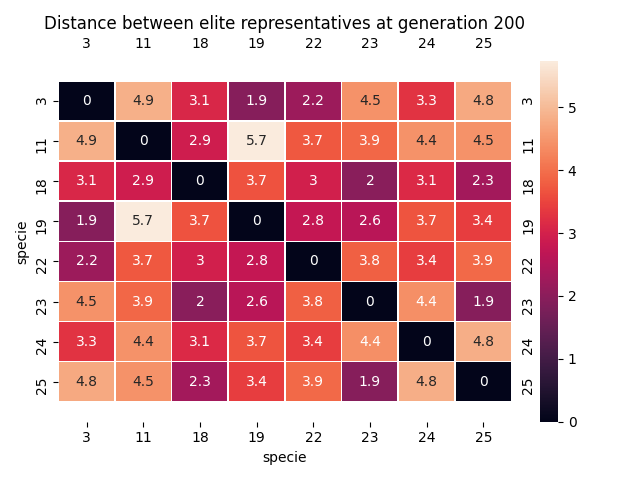 Distance between elite representatives at generation 200
3 11 18 19 22 23 24 25
3 0 4.9 3.1 1.9 2.2 4.5 3.3 4.8 3
11 4.9 0 2.9 5.7 3.7 3.9 4.4 4.5 11
18 3.1 2.9 0 3.7 3 2 3.1 2.3 18
19 1.9 5.7 3.7 0 2.8 2.6 3.7 3.4 19
22 2.2 3.7 3 2.8 0 3.8 3.4 3.9 22
23 4.5 3.9 2 2.6 3.8 0 4.4 1.9 23
24 3.3 4.4 3.1 3.7 3.4 4.4 0 4.8 24
25 4.8 4.5 2.3 3.4 3.9 1.9 4.8 0 25
3 11 18 19 22 23 24 25
specie
specie
5
4
3
2
1
0